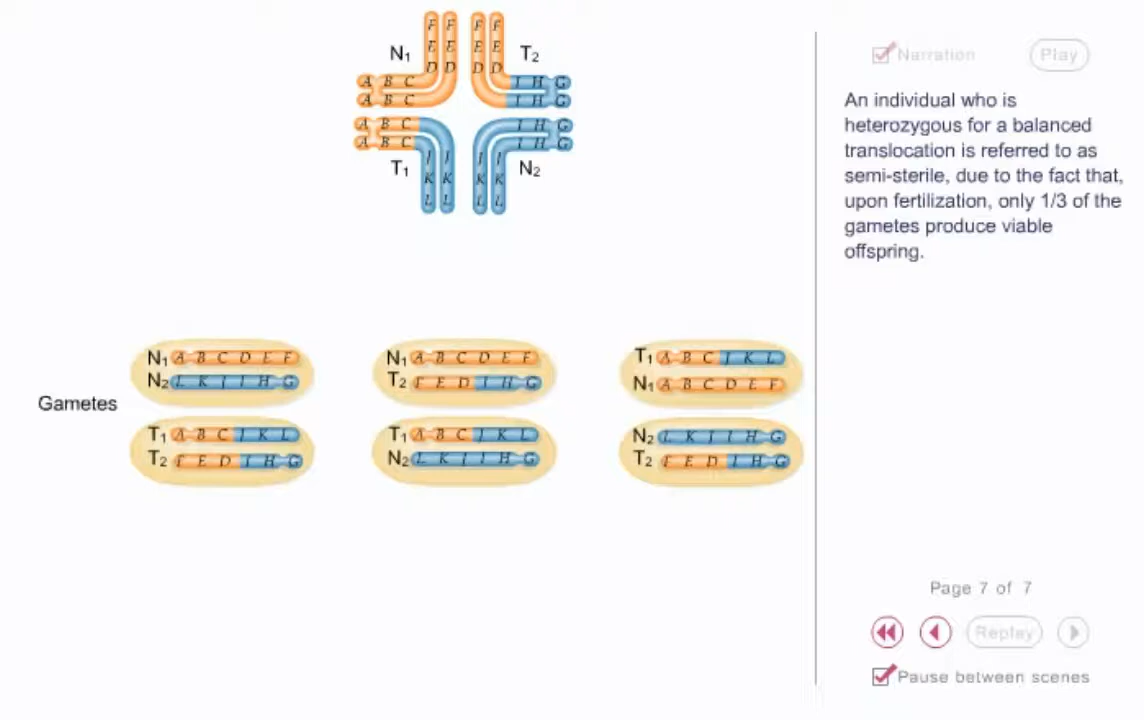 F F F F
N1 E E E E T2
D D D D
A B C I H G
A B C I H G
A B C I H G
A B C J J J I H G
T1 K K K K N2
L L L L
Gametes
N1 A B C D E F
N2 L K J I H G
T1 A B C J K L
T2 F E D I H G
N1 A B C D E F
T2 F E D I H G
T1 A B C J K L
N2 L K J I H G
T1 A B C J K L
N1 A B C D E F
N2 L K J I H G
T2 F E D I H G
Narration
Play
An individual who is
heterozygous for a balanced
translocation is referred to as
semi-sterile, due to the fact that,
upon fertilization, only 1/3 of the
gametes produce viable
offspring.
Page 7 of 7
Replay
Pause between scenes